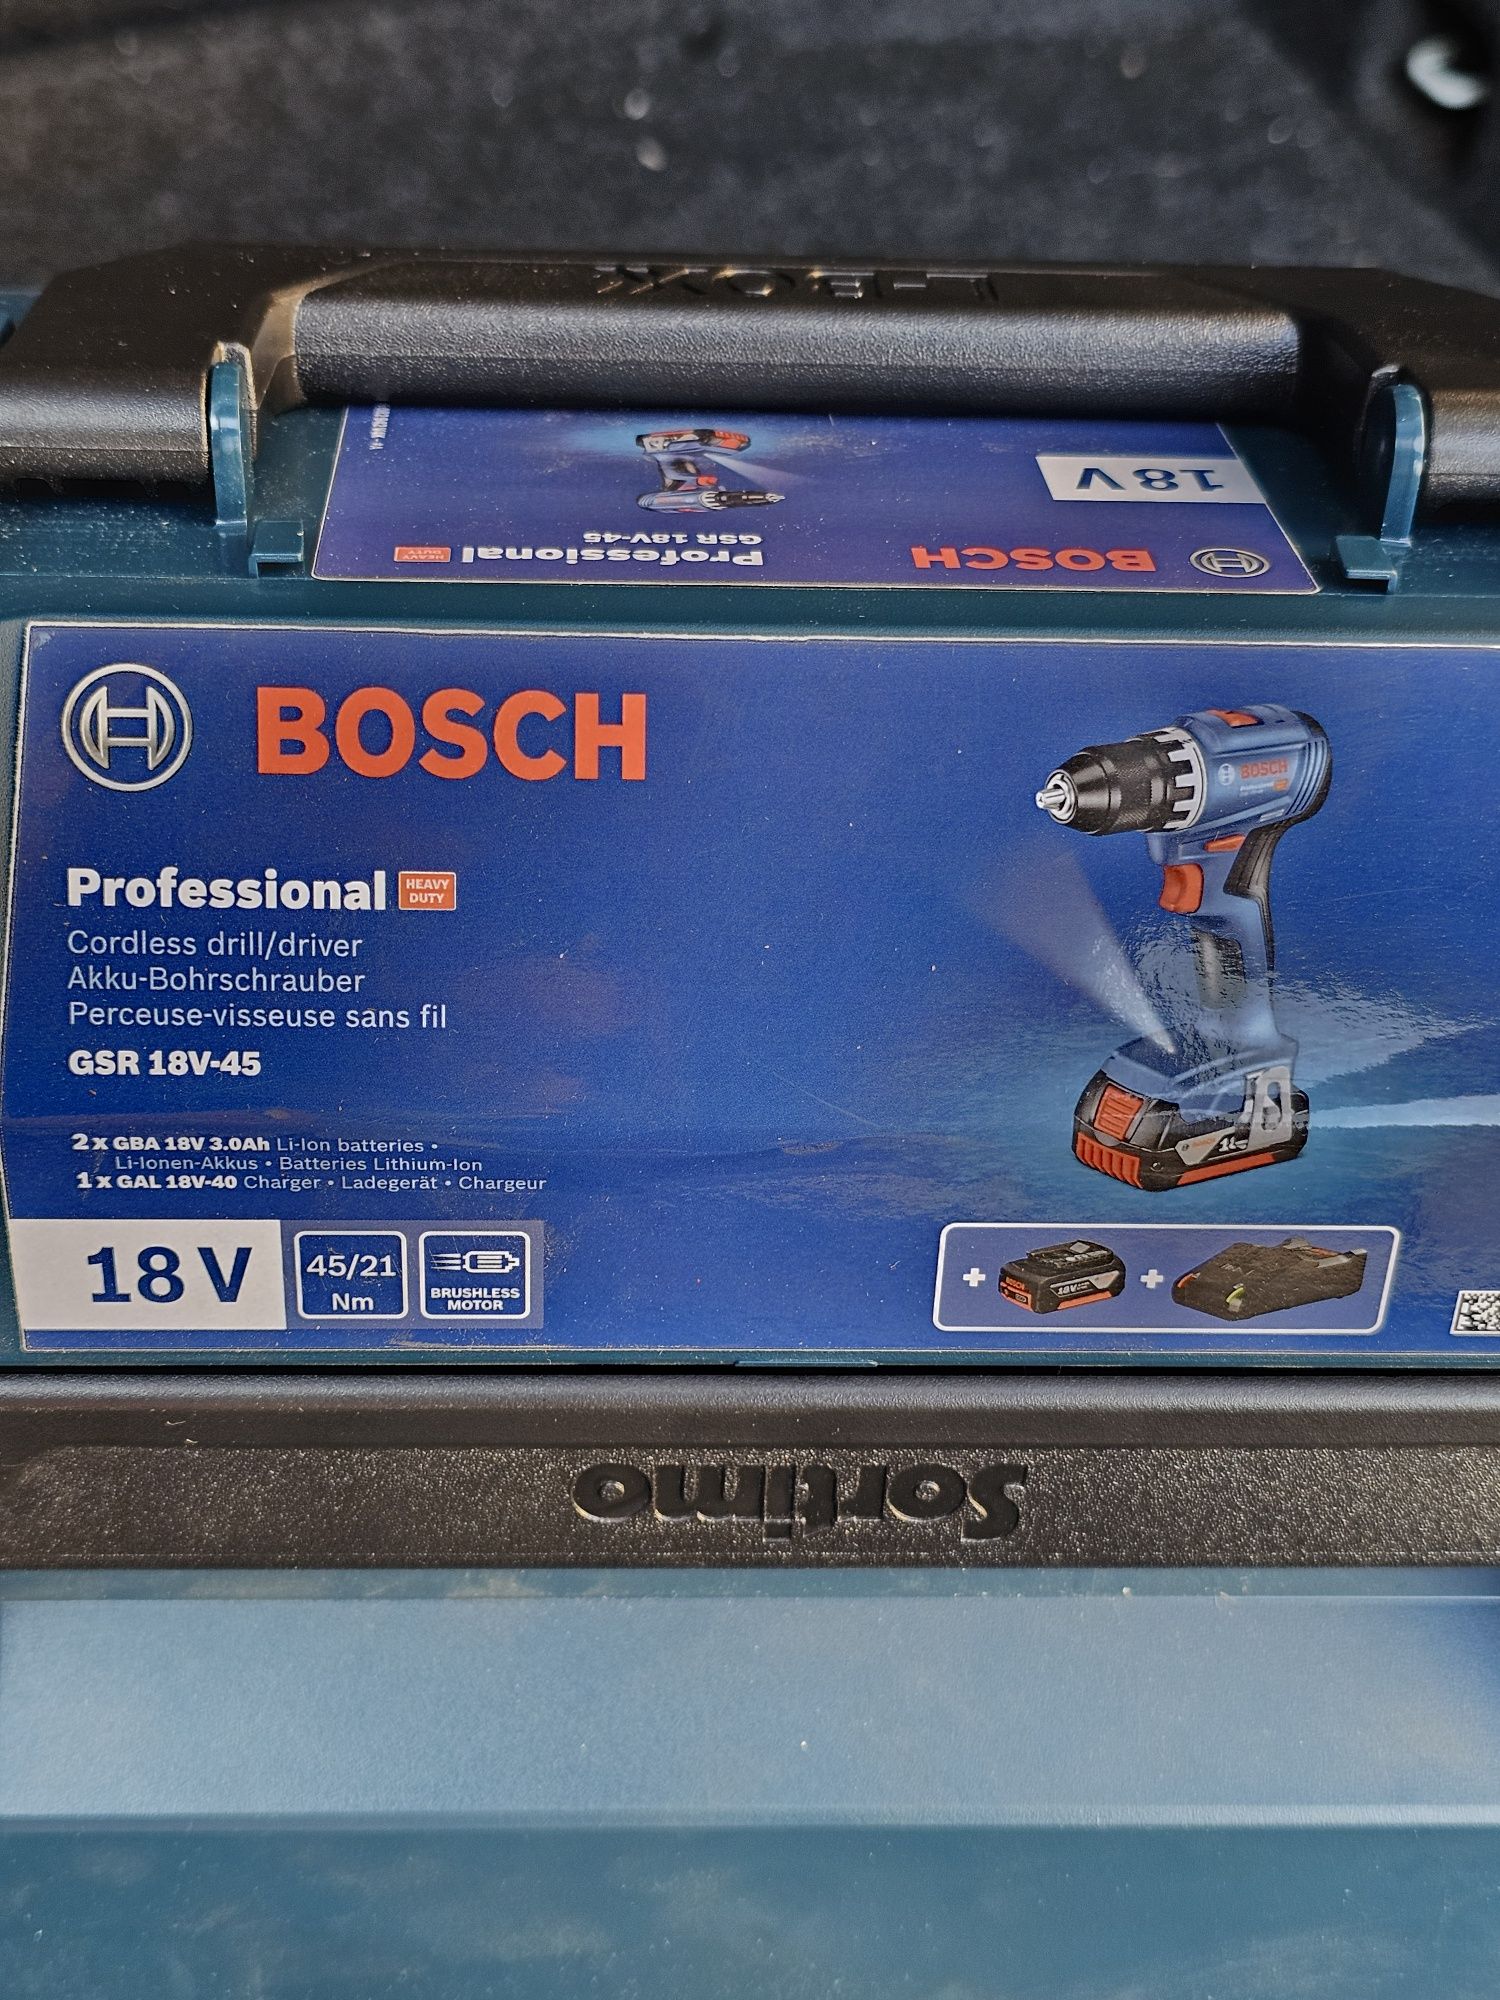 L-BOXX
18V
GSR 18V-45
Professional HEAVY DUTY
BOSCH
BOSCH
BOSCH
Professional HEAVY DUTY
Cordless drill/driver
Akku-Bohrschrauber
Perceuse-visseuse sans fil
GSR 18V-45
2 x GBA 18V 3.0Ah Li-Ion batteries •
Li-Ionen-Akkus • Batteries Lithium-Ion
1 x GAL 18V-40 Charger • Ladegerät • Chargeur
18 V
45/21
Nm
BRUSHLESS
MOTOR
+ BOSCH 18V +
Sortimo